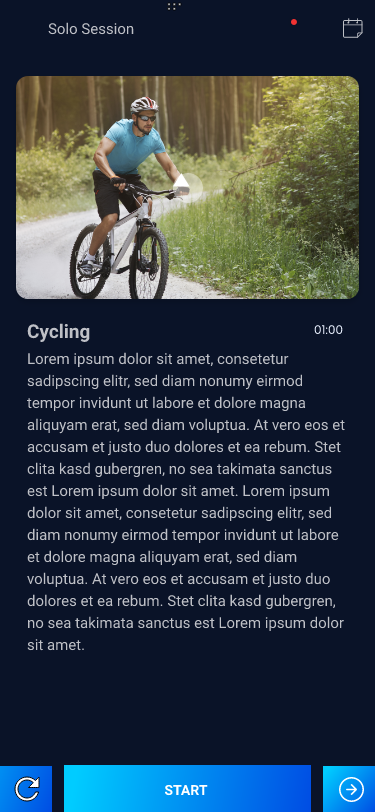 Solo Session
Cycling
01:00
Lorem ipsum dolor sit amet, consetetur
sadipscing elitr, sed diam nonumy eirmod
tempor invidunt ut labore et dolore magna
aliquyam erat, sed diam voluptua. At vero eos et
accusam et justo duo dolores et ea rebum. Stet
clita kasd gubergren, no sea takimata sanctus
est Lorem ipsum dolor sit amet. Lorem ipsum
dolor sit amet, consetetur sadipscing elitr, sed
diam nonumy eirmod tempor invidunt ut labore
et dolore magna aliquyam erat, sed diam
voluptua. At vero eos et accusam et justo duo
dolores et ea rebum. Stet clita kasd gubergren,
no sea takimata sanctus est Lorem ipsum dolor
sit amet.
START